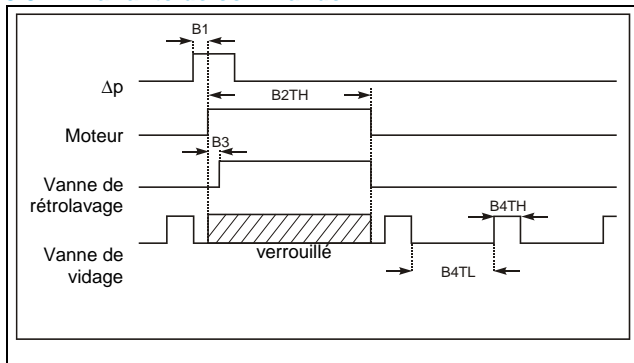 B1
Δp
B2TH
Moteur
B3
Vanne de
rétrolavage
B4TH
verrouillé
Vanne de
vidage
B4TL